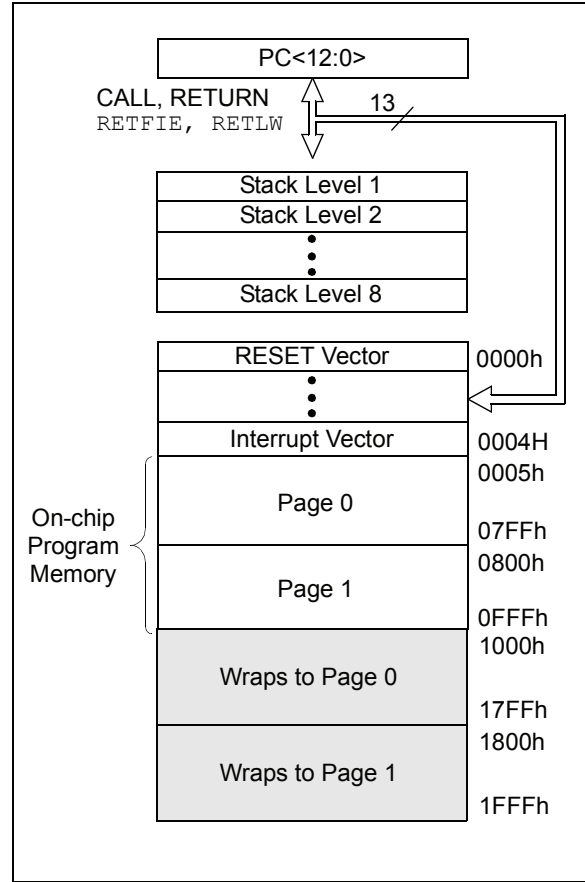 PC<12:0>
CALL, RETURN
RETFIE, RETLW
13
Stack Level 1
Stack Level 2
Stack Level 8
RESET Vector
0000h
Interrupt Vector
0004H
0005h
On-chip
Program
Memory
Page 0
07FFh
0800h
Page 1
0FFFh
1000h
Wraps to Page 0
17FFh
1800h
Wraps to Page 1
1FFFh